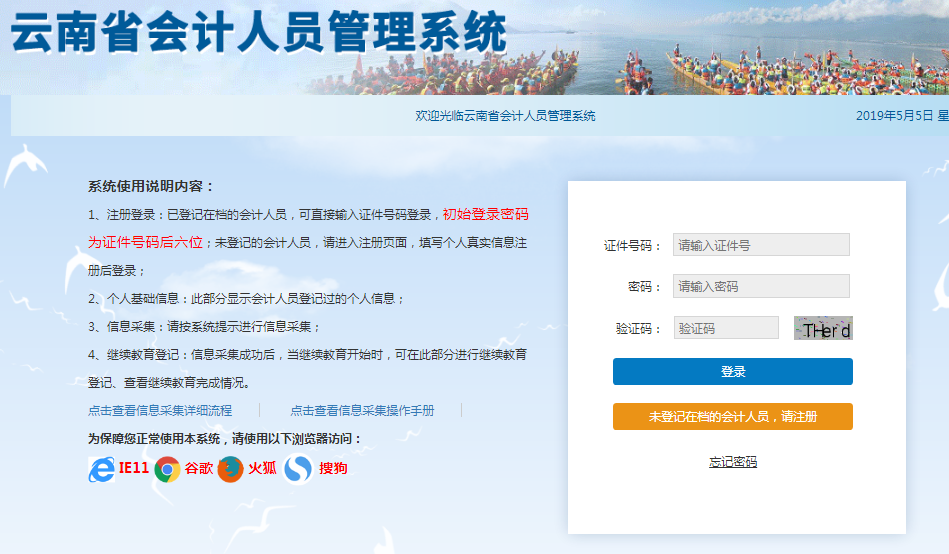 云南省会计人员管理系统
欢迎光临云南省会计人员管理系统
2019年5月5日 星
系统使用说明内容：
1、注册登录：已登记在档的会计人员，可直接输入证件号码登录，初始登录密码
为证件号码后六位；未登记的会计人员，请进入注册页面，填写个人真实信息注
册后登录；
2、个人基础信息：此部分显示会计人员登记过的个人信息；
3、信息采集：请按系统提示进行信息采集；
4、继续教育登记：信息采集成功后，当继续教育开始时，可在此部分进行继续教育
登记、查看继续教育完成情况。
点击查看信息采集详细流程 点击查看信息采集操作手册
为保障您正常使用本系统，请使用以下浏览器访问：
IE11 谷歌 火狐 搜狗
证件号码： 请输入证件号
密码： 请输入密码
验证码： 验证码 THerd
登录
未登记在档的会计人员，请注册
忘记密码